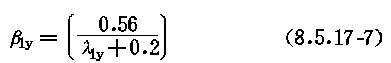 β₁y = (0.56 / (λ₁y + 0.2)) (8.5.17-7)